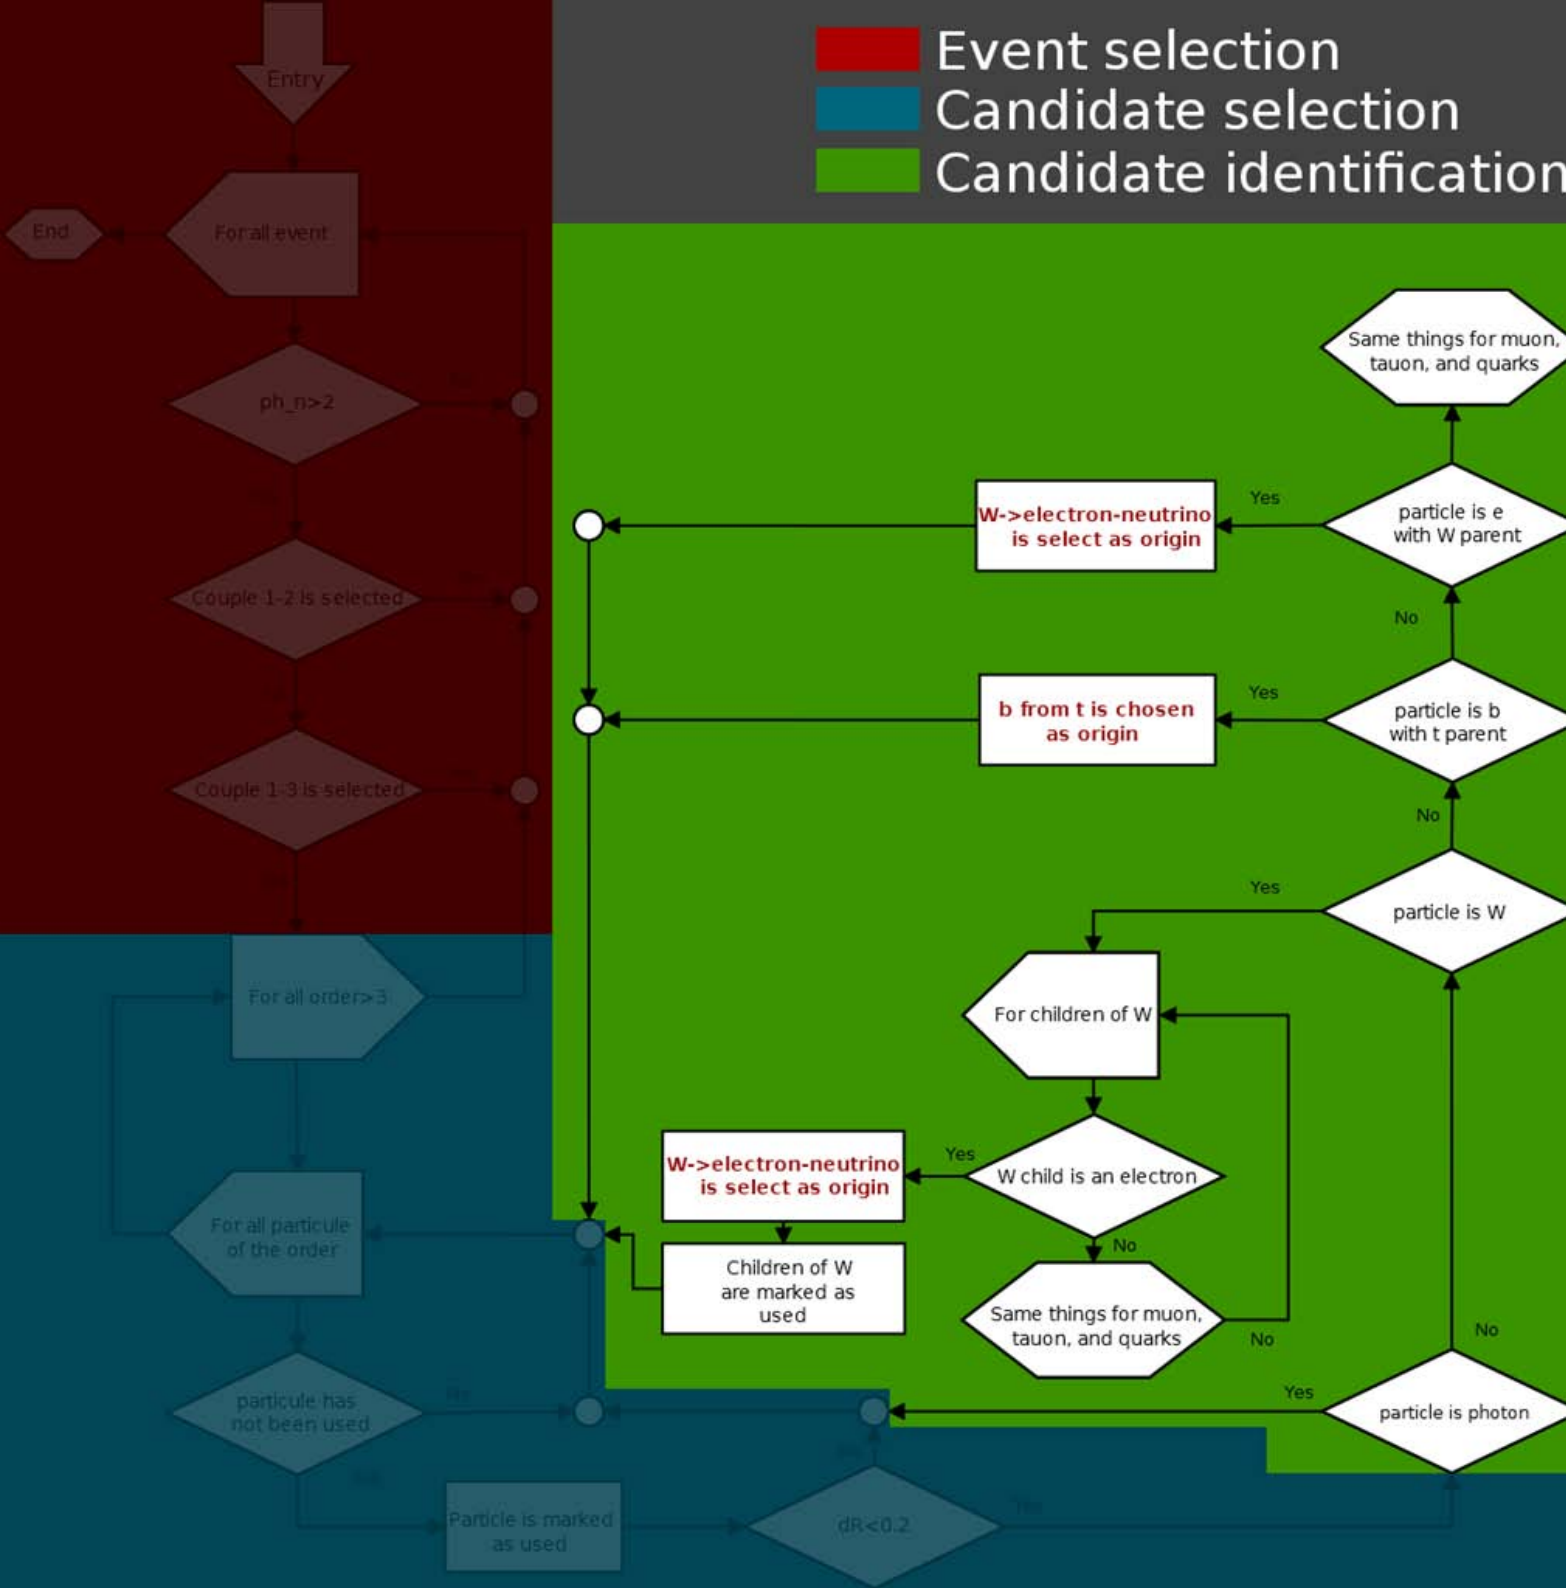 Event selection
Candidate selection
Candidate identification
Entry
End
For all event
ph_n>2
Couple 1-2 is selected
Couple 1-3 is selected
For all order>3
For all particule
of the order
particule has
not been used
Particle is marked
as used
dR<0.2
Same things for muon,
tauon, and quarks
particle is e
with W parent
Yes
W->electron-neutrino
is select as origin
No
particle is b
with t parent
Yes
b from t is chosen
as origin
No
particle is W
Yes
For children of W
W child is an electron
Yes
W->electron-neutrino
is select as origin
Children of W
are marked as
used
No
Same things for muon,
tauon, and quarks
No
No
particle is photon
Yes